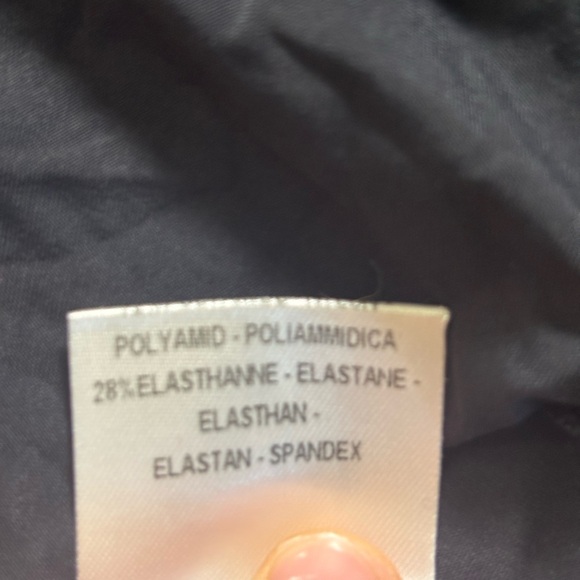 POLYAMID - POLIAMMIDICA
28%ELASTHANNE - ELASTANE -
ELASTHAN -
ELASTAN - SPANDEX